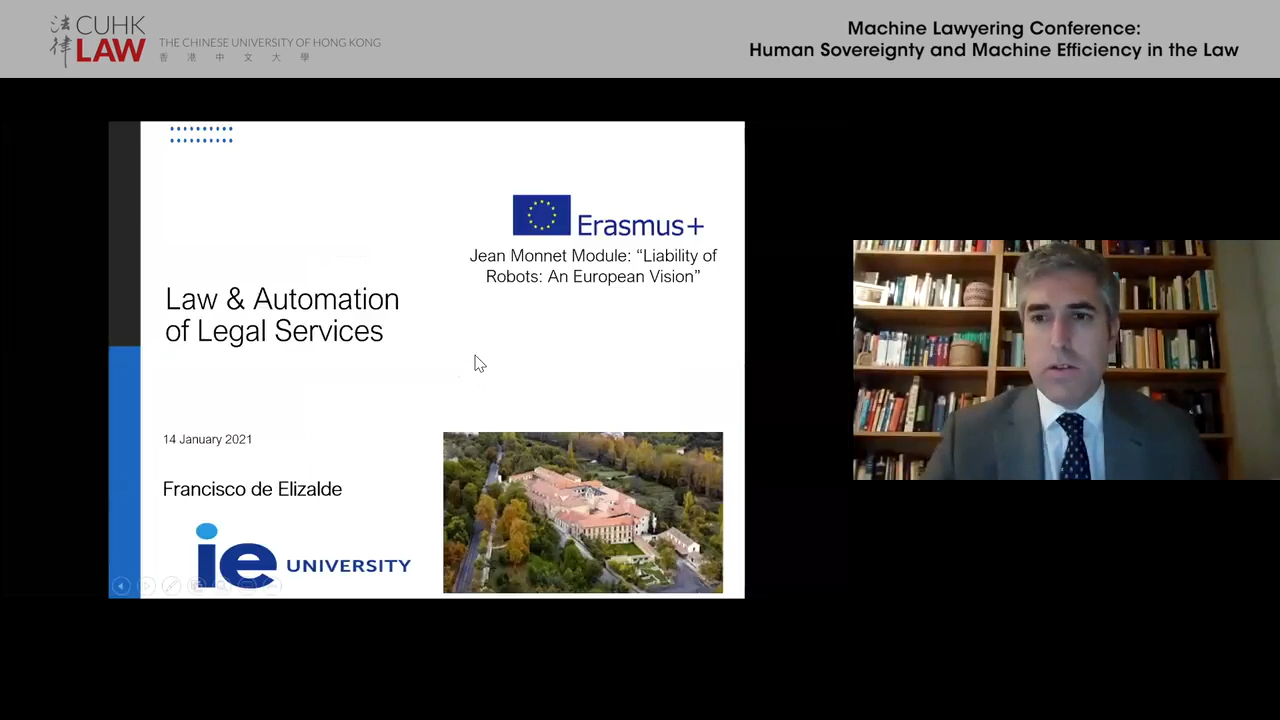 法律
CUHK
LAW
THE CHINESE UNIVERSITY OF HONG KONG
香港中文大學
Machine Lawyering Conference:
Human Sovereignty and Machine Efficiency in the Law
Erasmus+
Jean Monnet Module: “Liability of
Robots: An European Vision”
Law & Automation
of Legal Services
14 January 2021
Francisco de Elizalde
ie UNIVERSITY